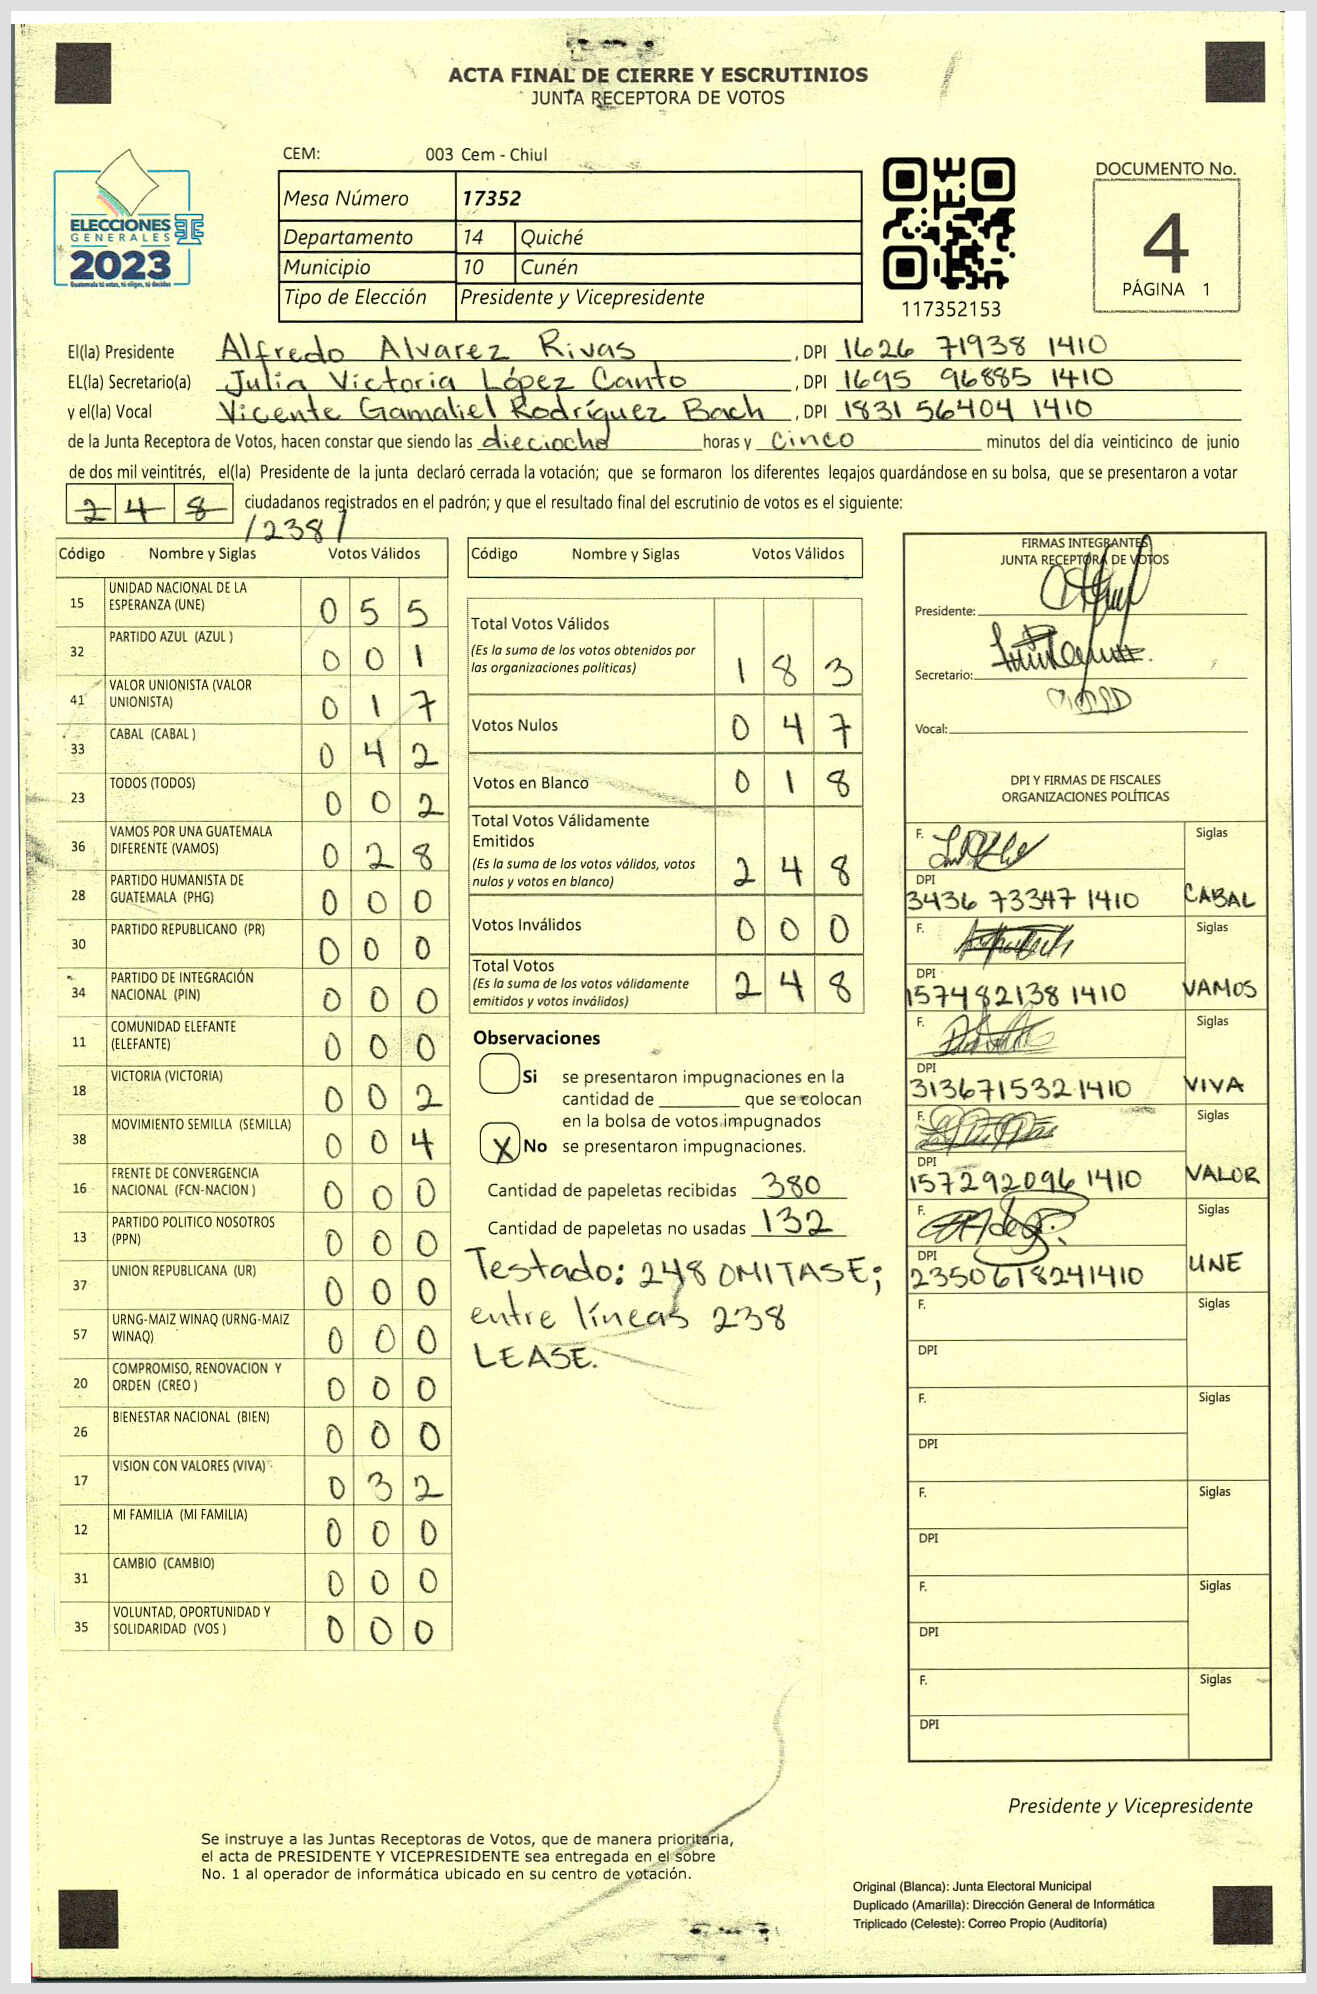 ACTA FINAL DE CIERRE Y ESCRUTINIOS
JUNTA RECEPTORA DE VOTOS
ELECCIONES
GENERALES
2023
Guatemala tú votas, tú eliges, tú decides
CEM: 003 Cem - Chiul
Mesa Número 17352
Departamento 14 Quiché
Municipio 10 Cunén
Tipo de Elección Presidente y Vicepresidente
117352153
DOCUMENTO No.
4
PÁGINA 1
El(la) Presidente Alfredo Alvarez Rivas , DPI 1626 71938 1410
EL(la) Secretario(a) Julia Victoria López Canto , DPI 1695 96885 1410
y el(la) Vocal Vicente Gamaliel Rodríguez Bach , DPI 1831 56404 1410
de la Junta Receptora de Votos, hacen constar que siendo las dieciocho horas y cinco minutos del día veinticinco de junio
de dos mil veintitrés, el(la) Presidente de la junta declaró cerrada la votación; que se formaron los diferentes legajos quardándose en su bolsa, que se presentaron a votar
248 ciudadanos registrados en el padrón; y que el resultado final del escrutinio de votos es el siguiente:
/238/
Código Nombre y Siglas Votos Válidos
15 UNIDAD NACIONAL DE LA ESPERANZA (UNE) 0 5 5
32 PARTIDO AZUL (AZUL ) 0 0 1
41 VALOR UNIONISTA (VALOR UNIONISTA) 0 1 7
33 CABAL (CABAL ) 0 4 2
23 TODOS (TODOS) 0 0 2
36 VAMOS POR UNA GUATEMALA DIFERENTE (VAMOS) 0 2 8
28 PARTIDO HUMANISTA DE GUATEMALA (PHG) 0 0 0
30 PARTIDO REPUBLICANO (PR) 0 0 0
34 PARTIDO DE INTEGRACIÓN NACIONAL (PIN) 0 0 0
11 COMUNIDAD ELEFANTE (ELEFANTE) 0 0 0
18 VICTORIA (VICTORIA) 0 0 2
38 MOVIMIENTO SEMILLA (SEMILLA) 0 0 4
16 FRENTE DE CONVERGENCIA NACIONAL (FCN-NACION ) 0 0 0
13 PARTIDO POLITICO NOSOTROS (PPN) 0 0 0
37 UNION REPUBLICANA (UR) 0 0 0
57 URNG-MAIZ WINAQ (URNG-MAIZ WINAQ) 0 0 0
20 COMPROMISO, RENOVACION Y ORDEN (CREO ) 0 0 0
26 BIENESTAR NACIONAL (BIEN) 0 0 0
17 VISION CON VALORES (VIVA) 0 3 2
12 MI FAMILIA (MI FAMILIA) 0 0 0
31 CAMBIO (CAMBIO) 0 0 0
35 VOLUNTAD, OPORTUNIDAD Y SOLIDARIDAD (VOS ) 0 0 0
Código Nombre y Siglas Votos Válidos
Total Votos Válidos
(Es la suma de los votos obtenidos por
las organizaciones políticas) 1 8 3
Votos Nulos 0 4 7
Votos en Blanco 0 1 8
Total Votos Válidamente
Emitidos
(Es la suma de los votos válidos, votos
nulos y votos en blanco) 2 4 8
Votos Inválidos 0 0 0
Total Votos
(Es la suma de los votos válidamente
emitidos y votos inválidos) 2 4 8
Observaciones
Si se presentaron impugnaciones en la
cantidad de ________ que se colocan
en la bolsa de votos impugnados
X No se presentaron impugnaciones.
Cantidad de papeletas recibidas 380
Cantidad de papeletas no usadas 132
Testado: 248 OMITASE;
entre líneas 238
LEASE.
FIRMAS INTEGRANTES
JUNTA RECEPTORA DE VOTOS
Presidente:
Secretario:
Vocal:
DPI Y FIRMAS DE FISCALES
ORGANIZACIONES POLÍTICAS
F. Siglas
DPI
3436 73347 1410 CABAL
F. Siglas
DPI
157482138 1410 VAMOS
F. Siglas
DPI
313671532 1410 VIVA
F. Siglas
DPI
157292096 1410 VALOR
F. Siglas
DPI
2350618241410 UNE
F. Siglas
DPI
F. Siglas
DPI
F. Siglas
DPI
F. Siglas
DPI
F. Siglas
DPI
Presidente y Vicepresidente
Se instruye a las Juntas Receptoras de Votos, que de manera prioritaria,
el acta de PRESIDENTE Y VICEPRESIDENTE sea entregada en el sobre
No. 1 al operador de informática ubicado en su centro de votación.
Original (Blanca): Junta Electoral Municipal
Duplicado (Amarilla): Dirección General de Informática
Triplicado (Celeste): Correo Propio (Auditoría)